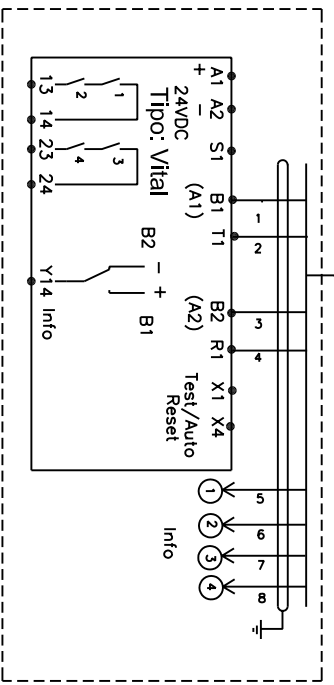 A1 A2 S1 B1 T1 B2 R1 X1 X4
+ −
(A1) (A2)
24VDC
Tipo: Vital
Test/Auto
Reset
1 2
3 4
13 14 23 24
B2 − + B1
Y14 Info
1
2
3
4
5
6
7
8
1
2
3
4
Info